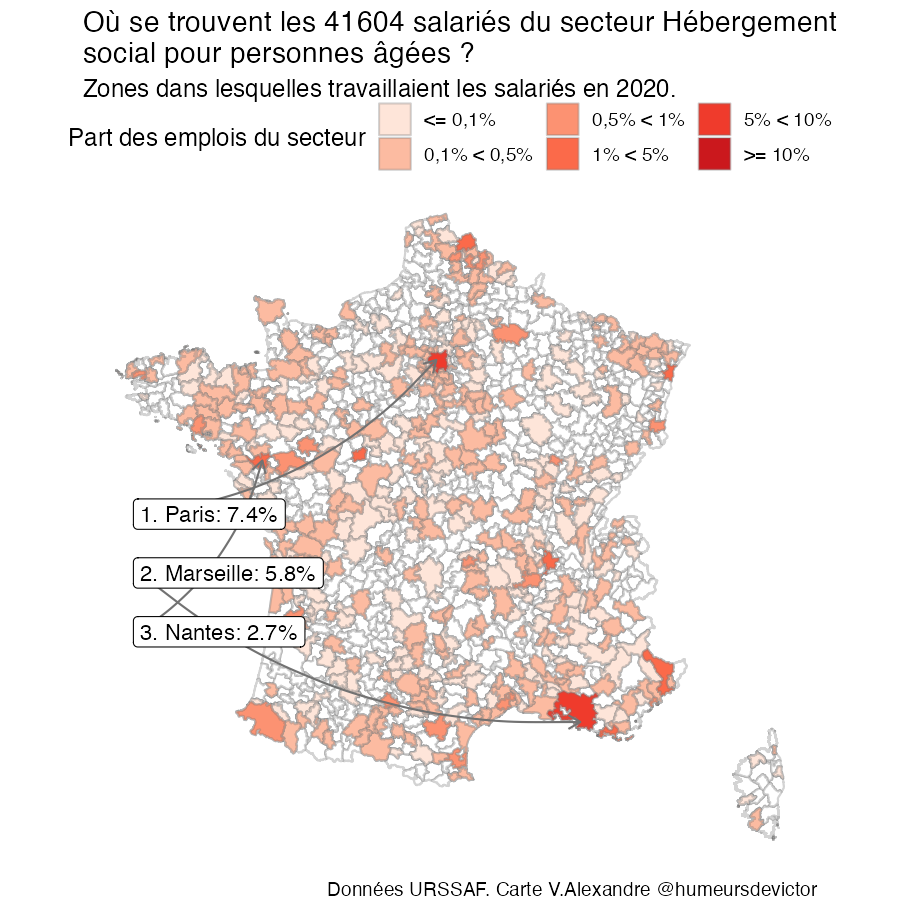 Où se trouvent les 41604 salariés du secteur Hébergement
social pour personnes âgées ?
Zones dans lesquelles travaillaient les salariés en 2020.
Part des emplois du secteur
<= 0,1%
0,5% < 1%
5% < 10%
0,1% < 0,5%
1% < 5%
>= 10%
1. Paris: 7.4%
2. Marseille: 5.8%
3. Nantes: 2.7%
Données URSSAF. Carte V.Alexandre @humeursdevictor